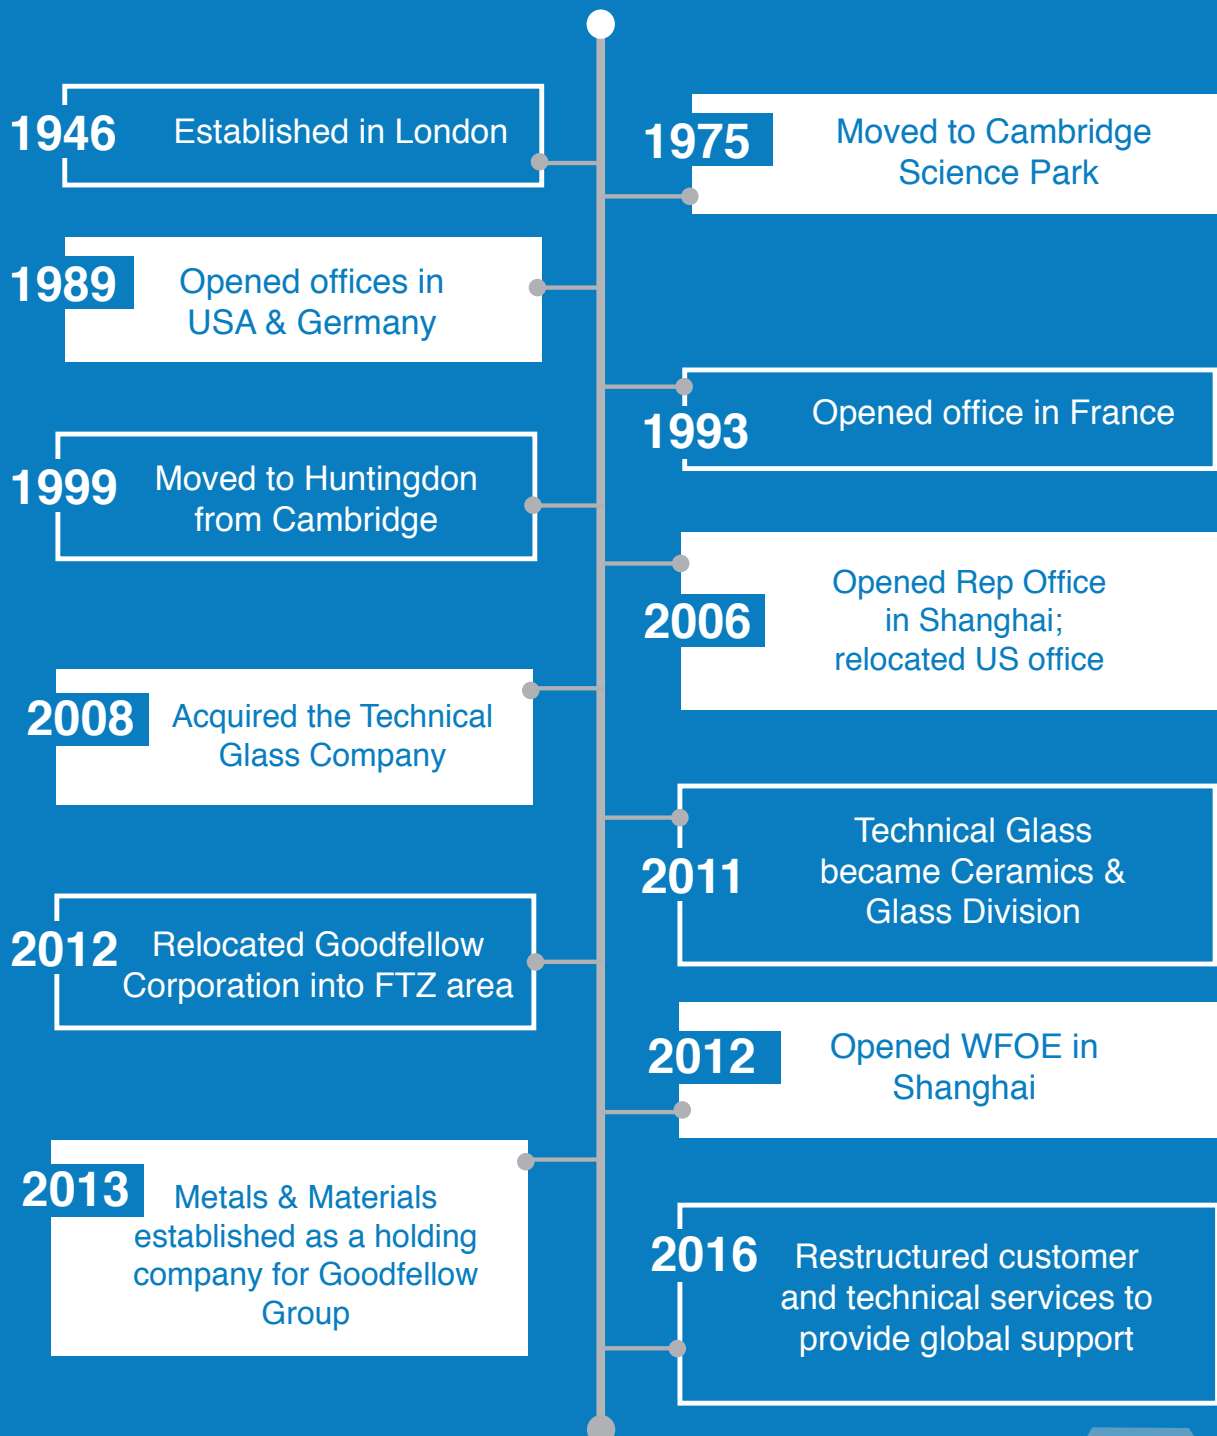 1946
Established in London
1975
Moved to Cambridge
Science Park
1989
Opened offices in
USA & Germany
1993
Opened office in France
1999
Moved to Huntingdon
from Cambridge
2006
Opened Rep Office
in Shanghai;
relocated US office
2008
Acquired the Technical
Glass Company
2011
Technical Glass
became Ceramics &
Glass Division
2012
Relocated Goodfellow
Corporation into FTZ area
2012
Opened WFOE in
Shanghai
2013
Metals & Materials
established as a holding
company for Goodfellow
Group
2016
Restructured customer
and technical services to
provide global support